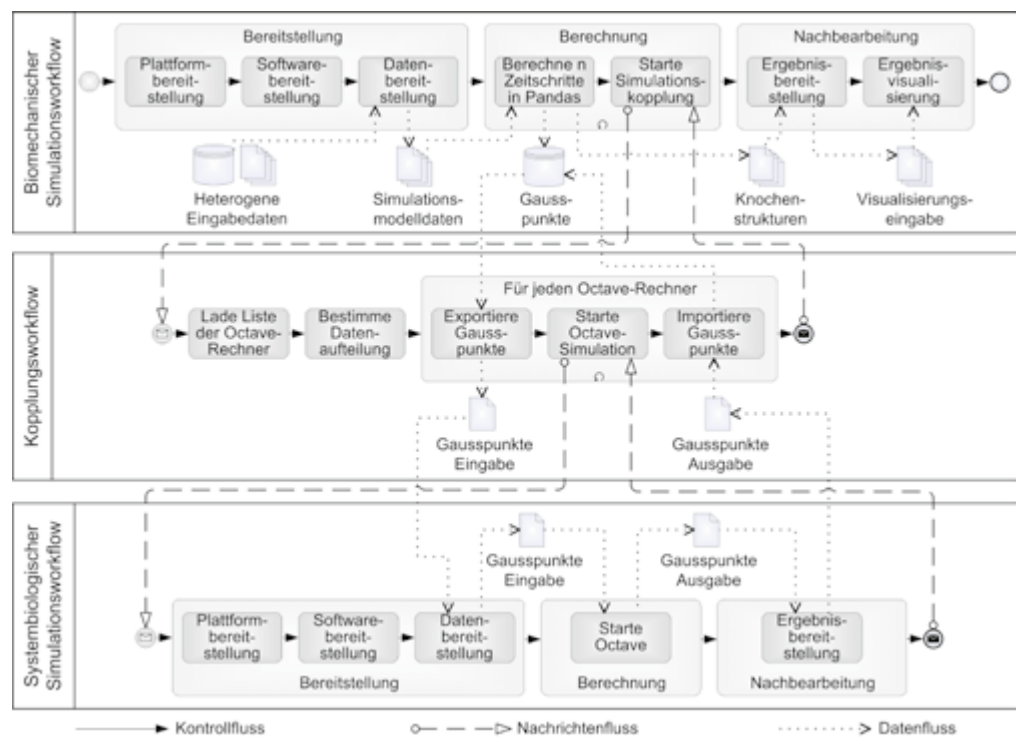 Biomechanischer
Simulationsworkflow
Bereitstellung
Plattform-
bereit-
stellung
Software-
bereit-
stellung
Daten-
bereit-
stellung
Berechnung
Berechne n
Zeitschritte
in Pandas
Starte
Simulations-
kopplung
Nachbearbeitung
Ergebnis-
bereit-
stellung
Ergebnis-
visuali-
sierung
Heterogene
Eingabedaten
Simulations-
modelldaten
Gauss-
punkte
Knochen-
strukturen
Visualisierungs-
eingabe
Kopplungsworkflow
Lade Liste
der Octave-
Rechner
Bestimme
Daten-
aufteilung
Für jeden Octave-Rechner
Exportiere
Gauss-
punkte
Starte
Octave-
Simulation
Importiere
Gauss-
punkte
Gausspunkte
Eingabe
Gausspunkte
Ausgabe
Systembiologischer
Simulationsworkflow
Gausspunkte
Eingabe
Gausspunkte
Ausgabe
Plattform-
bereit-
stellung
Software-
bereit-
stellung
Daten-
bereit-
stellung
Bereitstellung
Starte
Octave
Berechnung
Ergebnis-
bereit-
stellung
Nachbearbeitung
Kontrollfluss
Nachrichtenfluss
Datenfluss